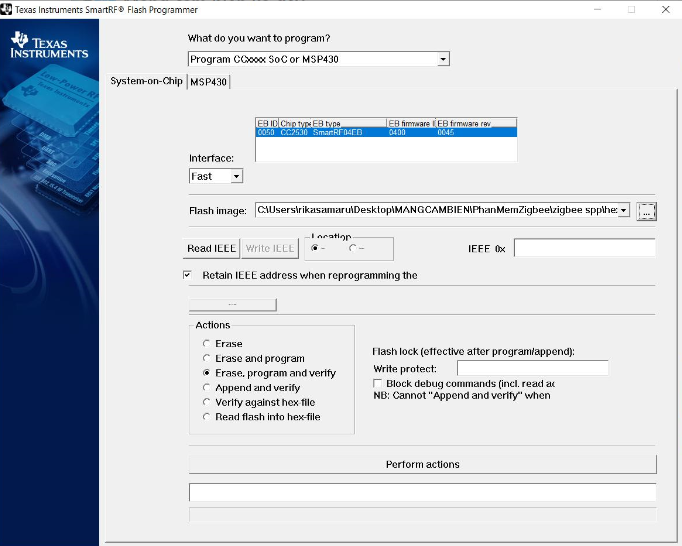 Texas Instruments SmartRF® Flash Programmer
TEXAS
INSTRUMENTS
What do you want to program?
Program CCxxxx SoC or MSP430
System-on-Chip
MSP430
EB ID Chip type EB type EB firmware I EB firmware rev
0050 CC2530 SmartRF04EB 0400 0045
Interface:
Fast
Flash image:
C:\Users\rikasamaru\Desktop\MANGCAMBIEN\PhanMemZigbee\zigbee spp\he
...
Read IEEE
Write IEEE
Location
IEEE 0x
Retain IEEE address when reprogramming the
...
Actions
Erase
Erase and program
Erase, program and verify
Append and verify
Verify against hex-file
Read flash into hex-file
Flash lock (effective after program/append):
Write protect:
Block debug commands (incl. read ac
NB: Cannot "Append and verify" when
Perform actions